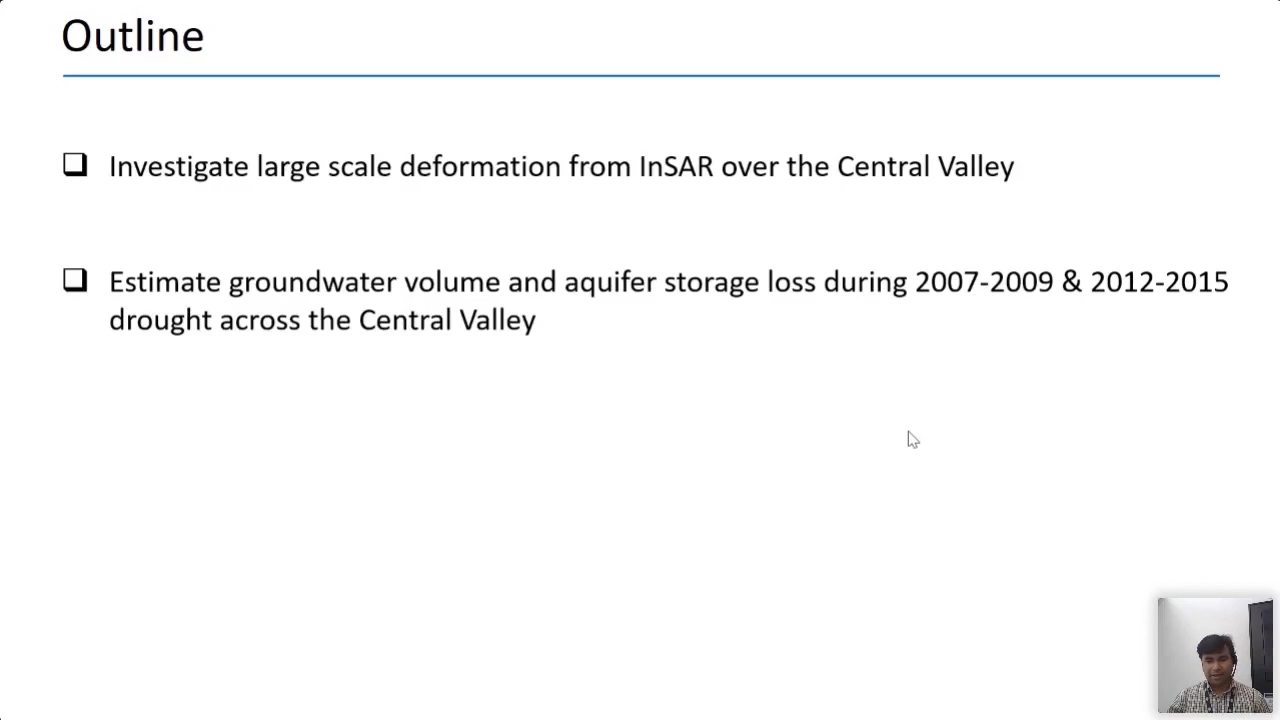 Outline
Investigate large scale deformation from InSAR over the Central Valley
Estimate groundwater volume and aquifer storage loss during 2007-2009 & 2012-2015
drought across the Central Valley